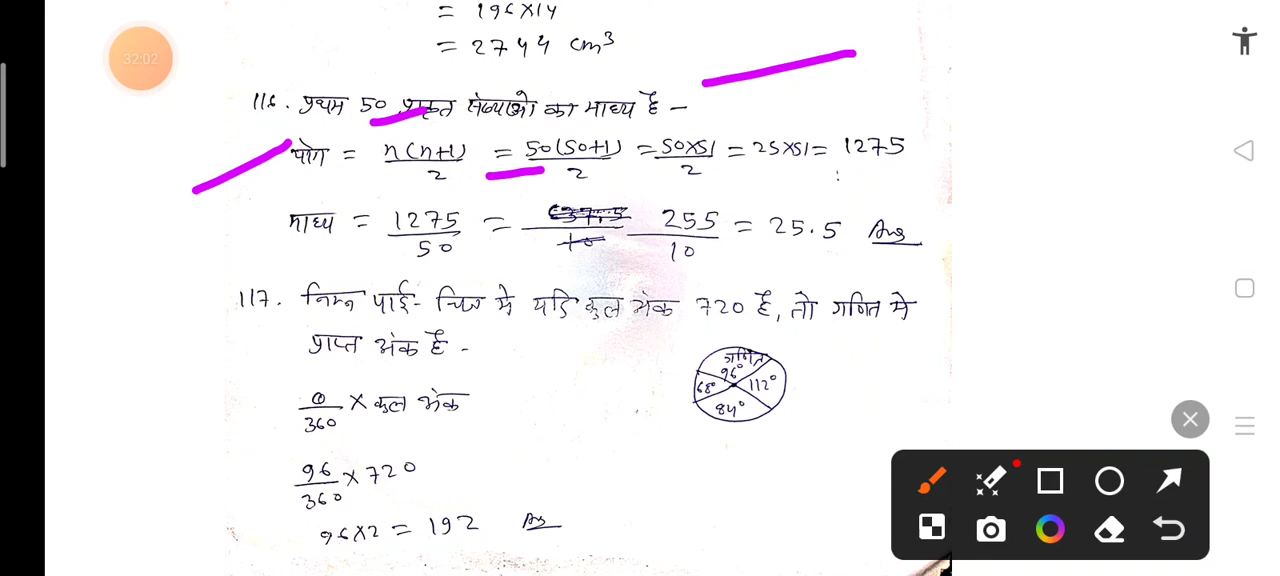 = 196×14
= 2744 cm³
32:02
116. प्रथम 50 प्राकृत संख्याओं का माध्य है -
योग = n(n+1)/2 = 50(50+1)/2 = 50×51/2 = 25×51 = 1275
माध्य = 1275/50 = 255/10 = 25.5 Ans
117. निम्न पाई-चित्र में यदि कुल अंक 720 है, तो गणित में
प्राप्त अंक है -
गणित
96°
68° 112°
84°
θ/360 × कुल अंक
96/360 × 720
96×2 = 192 Ans